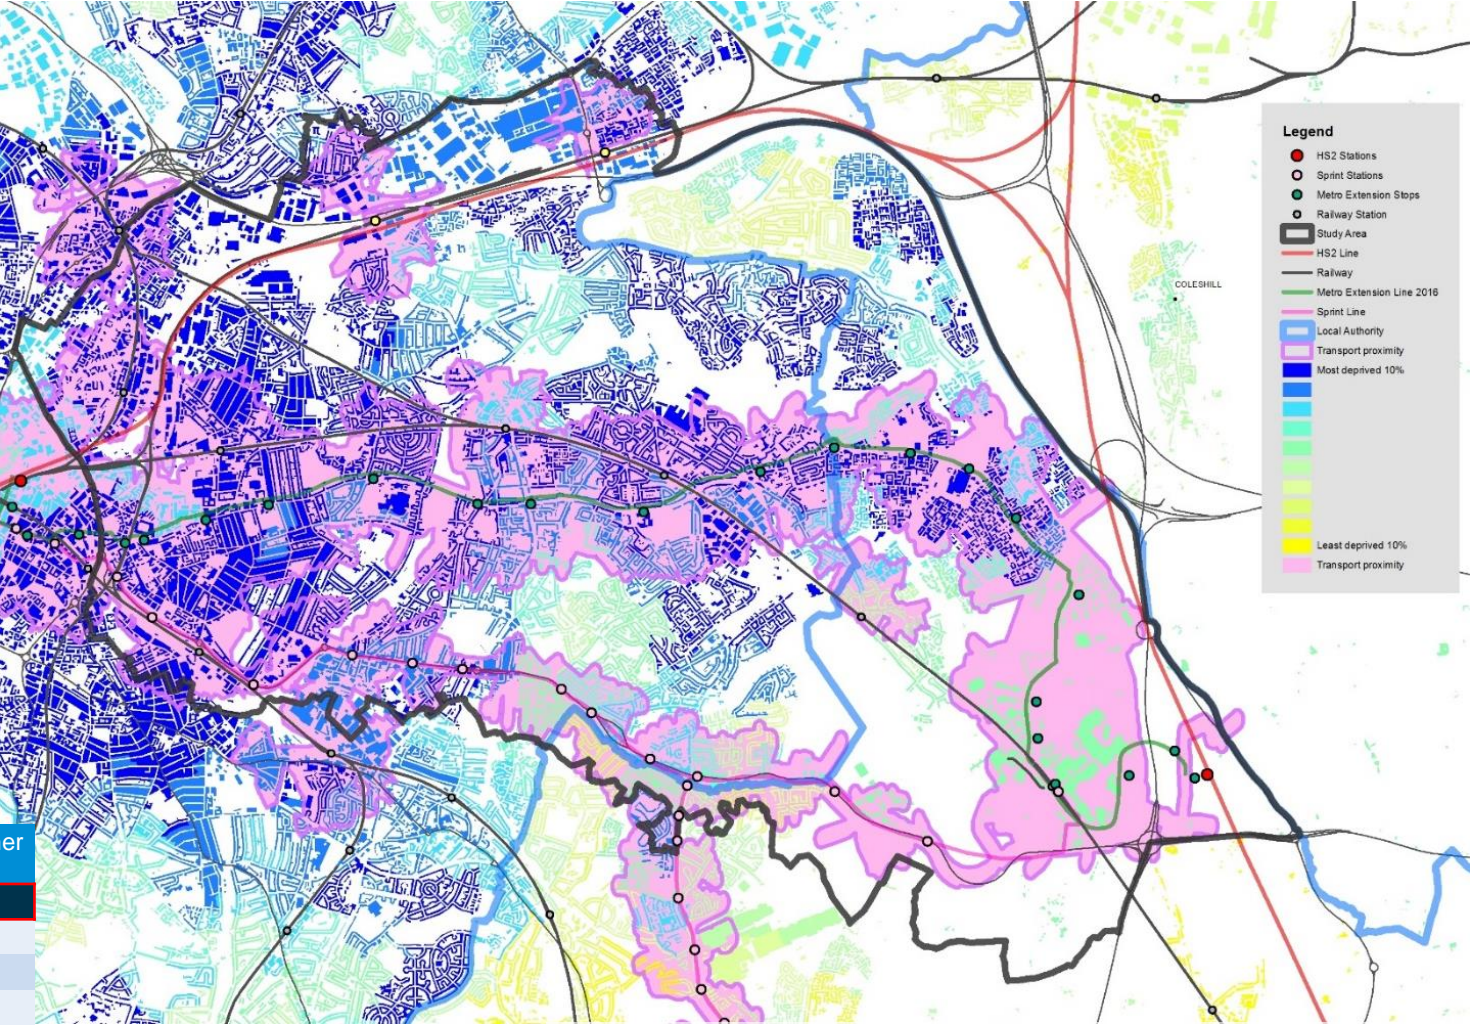 Legend
HS2 Stations
Sprint Stations
Metro Extension Stops
Railway Station
Study Area
HS2 Line
Railway
Metro Extension Line 2016
Sprint Line
Local Authority
Transport proximity
Most deprived 10%
Least deprived 10%
Transport proximity
COLESHILL
er